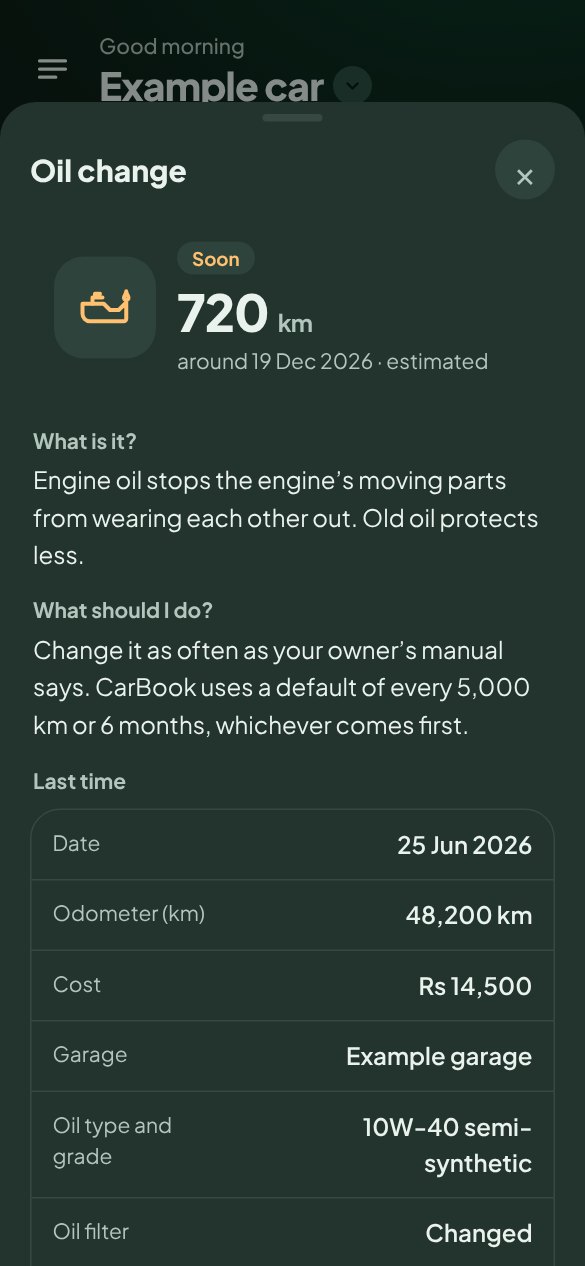 Good morning
Example car
Oil change
Soon
720 km
around 19 Dec 2026 · estimated
What is it?
Engine oil stops the engine’s moving parts
from wearing each other out. Old oil protects
less.
What should I do?
Change it as often as your owner’s manual
says. CarBook uses a default of every 5,000
km or 6 months, whichever comes first.
Last time
Date 25 Jun 2026
Odometer (km) 48,200 km
Cost Rs 14,500
Garage Example garage
Oil type and grade 10W-40 semi-
synthetic
Oil filter Changed